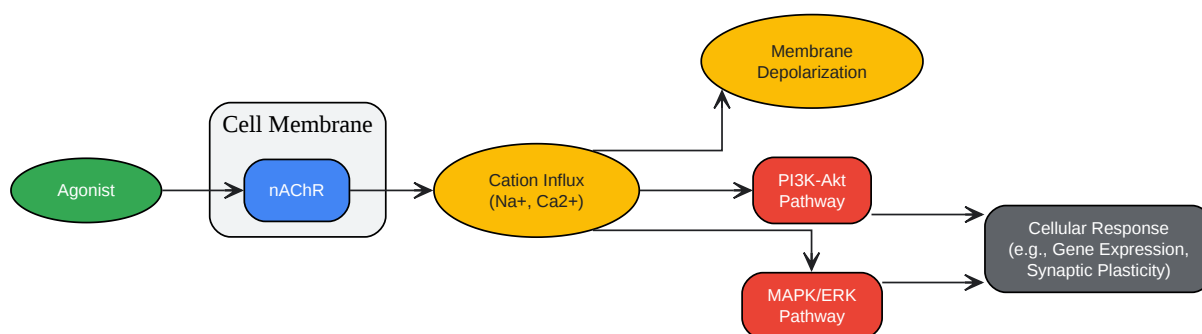 Membrane
Depolarization
Cell Membrane
Agonist
nAChR
Cation Influx
(Na+, Ca2+)
PI3K-Akt
Pathway
Cellular Response
(e.g., Gene Expression,
Synaptic Plasticity)
MAPK/ERK
Pathway